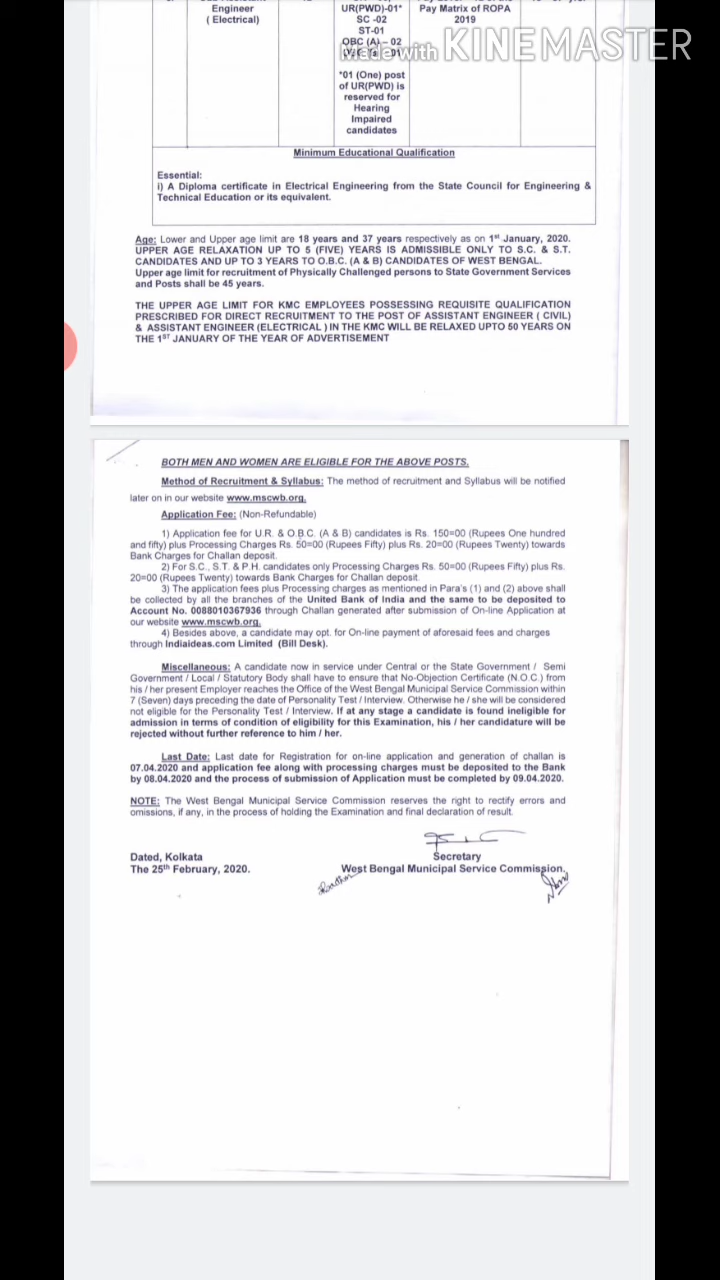 Engineer
( Electrical)
UR(PWD)-01*
SC -02
ST-01
OBC (A) – 02
Pay Matrix of ROPA
2019
Made with KINEMASTER
*01 (One) post
of UR(PWD) is
reserved for
Hearing
Impaired
candidates
Minimum Educational Qualification
Essential:
i) A Diploma certificate in Electrical Engineering from the State Council for Engineering &
Technical Education or its equivalent.
Age: Lower and Upper age limit are 18 years and 37 years respectively as on 1st January, 2020.
UPPER AGE RELAXATION UP TO 5 (FIVE) YEARS IS ADMISSIBLE ONLY TO S.C. & S.T.
CANDIDATES AND UP TO 3 YEARS TO O.B.C. (A & B) CANDIDATES OF WEST BENGAL.
Upper age limit for recruitment of Physically Challenged persons to State Government Services
and Posts shall be 45 years.
THE UPPER AGE LIMIT FOR KMC EMPLOYEES POSSESSING REQUISITE QUALIFICATION
PRESCRIBED FOR DIRECT RECRUITMENT TO THE POST OF ASSISTANT ENGINEER ( CIVIL)
& ASSISTANT ENGINEER (ELECTRICAL ) IN THE KMC WILL BE RELAXED UPTO 50 YEARS ON
THE 1ST JANUARY OF THE YEAR OF ADVERTISEMENT
BOTH MEN AND WOMEN ARE ELIGIBLE FOR THE ABOVE POSTS.
Method of Recruitment & Syllabus: The method of recruitment and Syllabus will be notified
later on in our website www.mscwb.org.
Application Fee: (Non-Refundable)
1) Application fee for U.R. & O.B.C. (A & B) candidates is Rs. 150=00 (Rupees One hundred
and fifty) plus Processing Charges Rs. 50=00 (Rupees Fifty) plus Rs. 20=00 (Rupees Twenty) towards
Bank Charges for Challan deposit.
2) For S.C., S.T. & P.H. candidates only Processing Charges Rs. 50=00 (Rupees Fifty) plus Rs.
20=00 (Rupees Twenty) towards Bank Charges for Challan deposit.
3) The application fees plus Processing charges as mentioned in Para's (1) and (2) above shall
be collected by all the branches of the United Bank of India and the same to be deposited to
Account No. 0088010367936 through Challan generated after submission of On-line Application at
our website www.mscwb.org.
4) Besides above, a candidate may opt. for On-line payment of aforesaid fees and charges
through Indiaideas.com Limited (Bill Desk).
Miscellaneous: A candidate now in service under Central or the State Government / Semi
Government / Local / Statutory Body shall have to ensure that No-Objection Certificate (N.O.C.) from
his / her present Employer reaches the Office of the West Bengal Municipal Service Commission within
7 (Seven) days preceding the date of Personality Test / Interview. Otherwise he / she will be considered
not eligible for the Personality Test / Interview. If at any stage a candidate is found ineligible for
admission in terms of condition of eligibility for this Examination, his / her candidature will be
rejected without further reference to him / her.
Last Date: Last date for Registration for on-line application and generation of challan is
07.04.2020 and application fee along with processing charges must be deposited to the Bank
by 08.04.2020 and the process of submission of Application must be completed by 09.04.2020.
NOTE: The West Bengal Municipal Service Commission reserves the right to rectify errors and
omissions, if any, in the process of holding the Examination and final declaration of result.
Dated, Kolkata
The 25th February, 2020.
Secretary
West Bengal Municipal Service Commission.